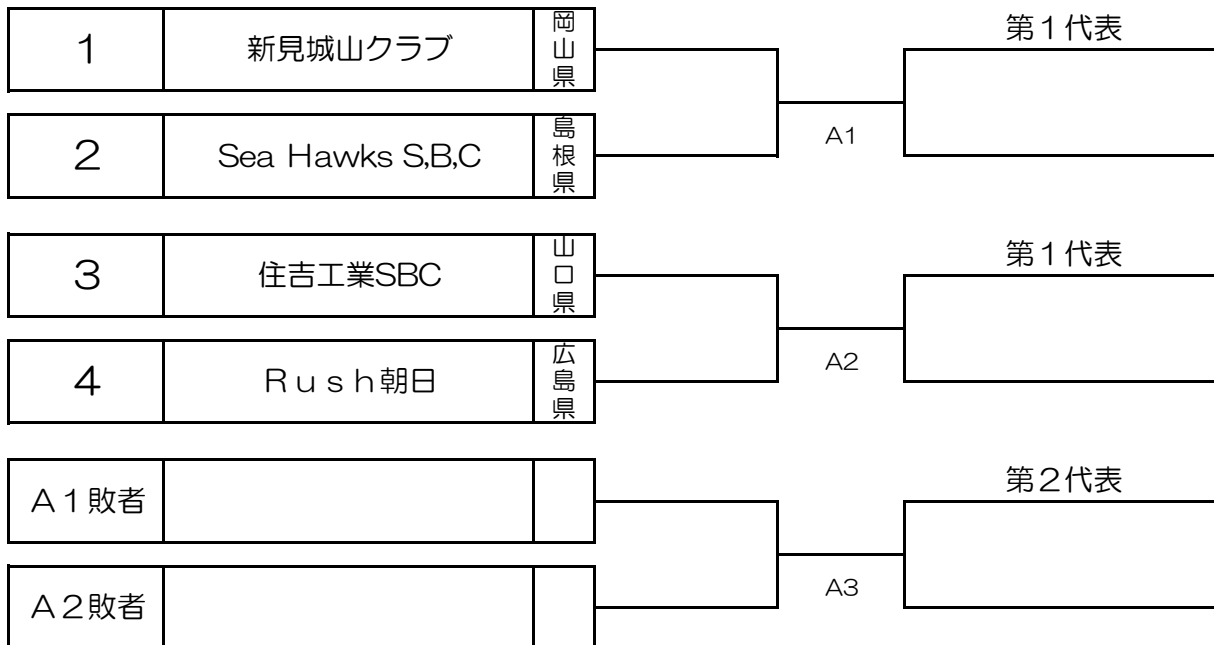 第１代表
1 新見城山クラブ 岡山県
A1
2 Sea Hawks S,B,C 島根県
第１代表
3 住吉工業SBC 山口県
A2
4 Ｒｕｓｈ朝日 広島県
第２代表
Ａ１敗者
A3
Ａ２敗者